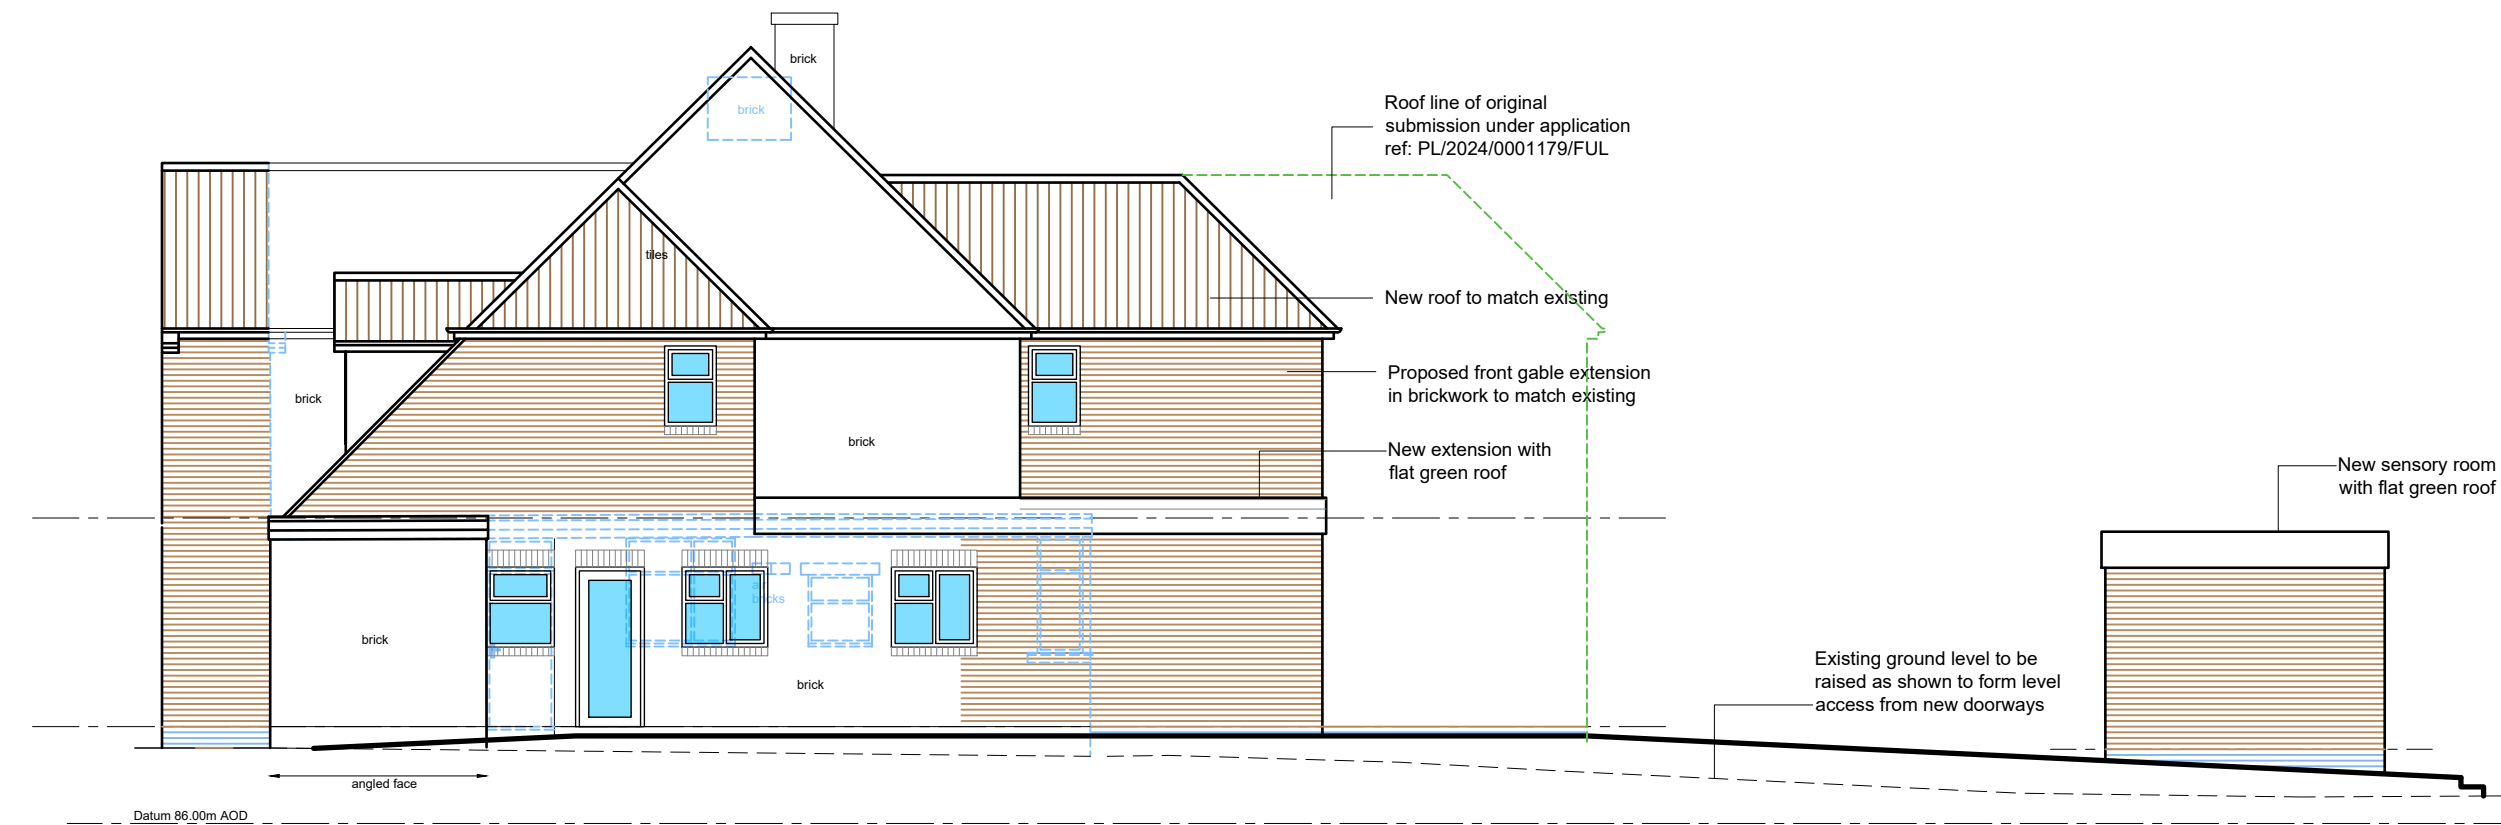 brick
brick
Roof line of original
submission under application
ref: PL/2024/0001179/FUL
tiles
New roof to match existing
Proposed front gable extension
in brickwork to match existing
brick
brick
New extension with
flat green roof
New sensory room
with flat green roof
bricks
brick
brick
Existing ground level to be
raised as shown to form level
access from new doorways
angled face
Datum 86.00m AOD